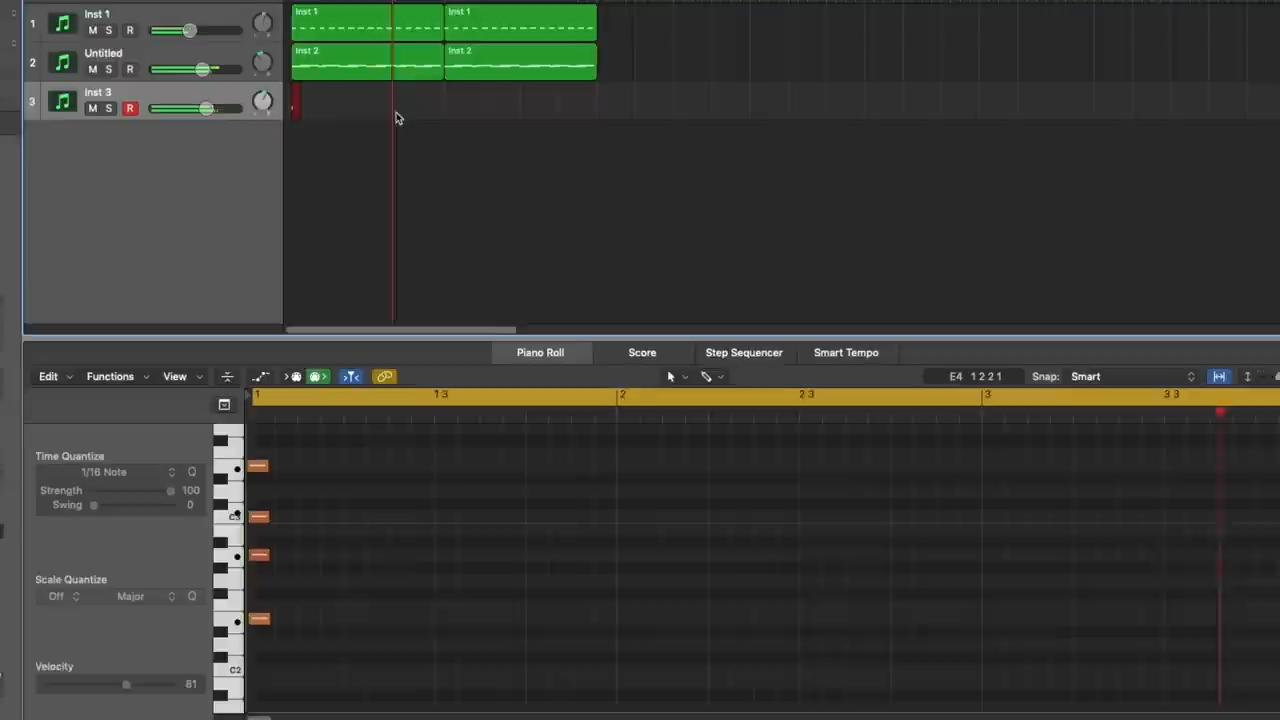 1 Inst 1 Inst 1 Inst 1
M S R
2 Untitled Inst 2 Inst 2
M S R
3 Inst 3
M S R
Piano Roll Score Step Sequencer Smart Tempo
Edit Functions View E4 1 2 2 1 Snap: Smart
1 1 3 2 2 3 3 3 3
Time Quantize
1/16 Note Q
Strength 100
Swing 0
C3
Scale Quantize
Off Major Q
Velocity
C2
81